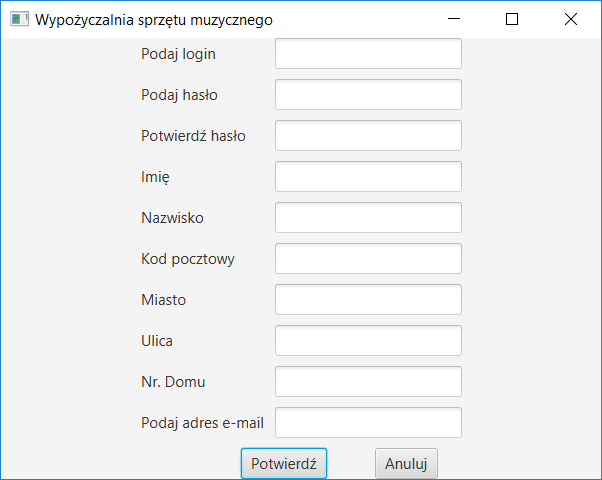 Wypożyczalnia sprzętu muzycznego
Podaj login
Podaj hasło
Potwierdź hasło
Imię
Nazwisko
Kod pocztowy
Miasto
Ulica
Nr. Domu
Podaj adres e-mail
Potwierdź Anuluj